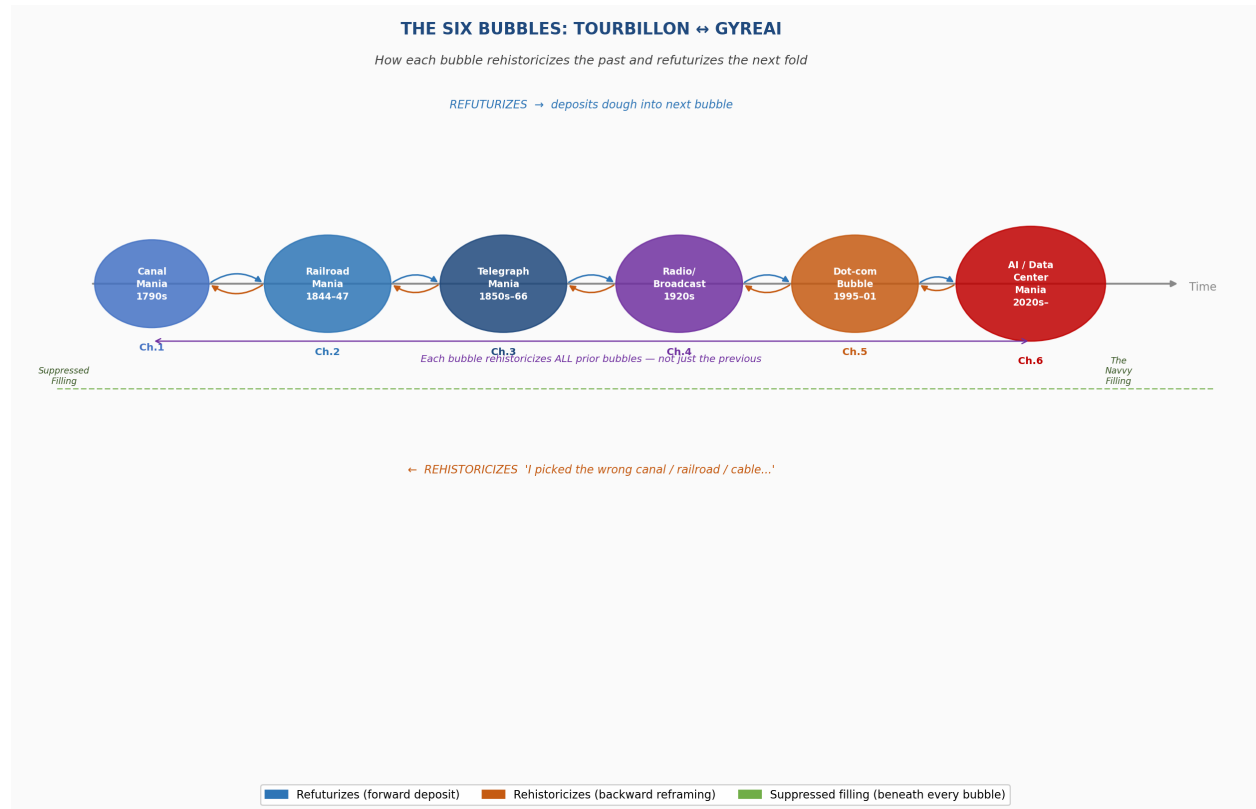 THE SIX BUBBLES: TOURBILLON ↔ GYREAI
How each bubble rehistoricizes the past and refuturizes the next fold
REFUTURIZES → deposits dough into next bubble
Canal
Mania
1790s
Railroad
Mania
1844–47
Telegraph
Mania
1850s–66
Radio/
Broadcast
1920s
Dot-com
Bubble
1995–01
AI / Data
Center
Mania
2020s–
Time
Ch.1
Ch.2
Ch.3
Ch.4
Ch.5
Ch.6
Each bubble rehistoricizes ALL prior bubbles — not just the previous
Suppressed
Filling
The
Navvy
Filling
← REHISTORICIZES 'I picked the wrong canal / railroad / cable...'
Refuturizes (forward deposit)
Rehistoricizes (backward reframing)
Suppressed filling (beneath every bubble)